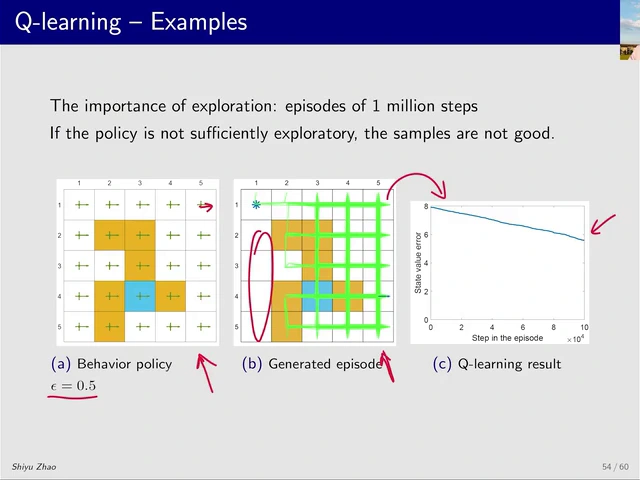 Q-learning – Examples
The importance of exploration: episodes of 1 million steps
If the policy is not sufficiently exploratory, the samples are not good.
1 2 3 4 5
1
2
3
4
5
(a) Behavior policy
ϵ = 0.5
1 2 3 4 5
1
2
3
4
5
(b) Generated episode
State value error
8
6
4
2
0
0 2 4 6 8 10
Step in the episode ×10⁴
(c) Q-learning result
Shiyu Zhao
54 / 60